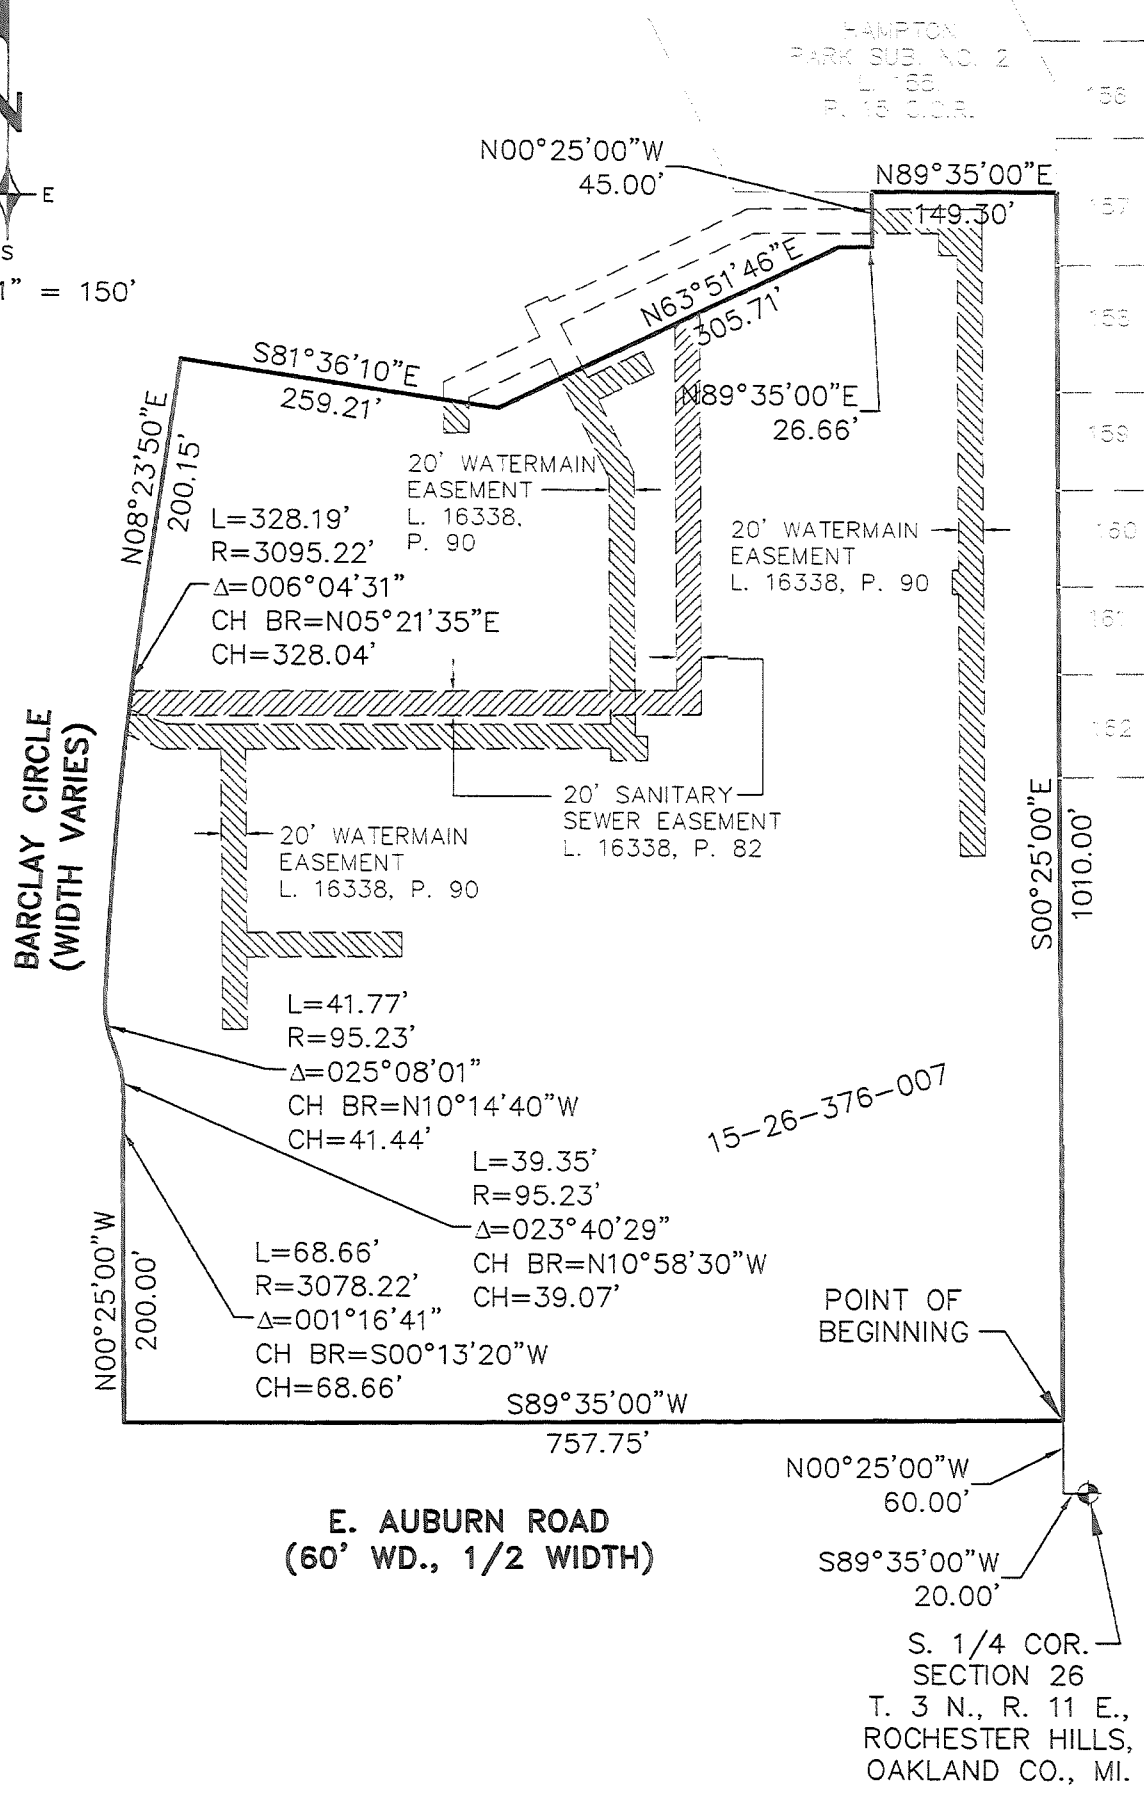 HAMPTON
PARK SUB. NO. 2
L. 166,
P. 15 O.C.R.
156
N
E
S
1" = 150'
N00°25'00"W
45.00'
N89°35'00"E
149.30'
157
N63°51'46"E
305.71'
158
S81°36'10"E
259.21'
N89°35'00"E
26.66'
159
N08°23'50"E
200.15'
20' WATERMAIN
EASEMENT
L. 16338,
P. 90
L=328.19'
R=3095.22'
Δ=006°04'31"
CH BR=N05°21'35"E
CH=328.04'
20' WATERMAIN
EASEMENT
L. 16338, P. 90
160
161
162
BARCLAY CIRCLE
(WIDTH VARIES)
20' SANITARY
SEWER EASEMENT
L. 16338, P. 82
20' WATERMAIN
EASEMENT
L. 16338, P. 90
S00°25'00"E
1010.00'
L=41.77'
R=95.23'
Δ=025°08'01"
CH BR=N10°14'40"W
CH=41.44'
15-26-376-007
L=39.35'
R=95.23'
Δ=023°40'29"
CH BR=N10°58'30"W
CH=39.07'
N00°25'00"W
200.00'
L=68.66'
R=3078.22'
Δ=001°16'41"
CH BR=S00°13'20"W
CH=68.66'
POINT OF
BEGINNING
S89°35'00"W
757.75'
N00°25'00"W
60.00'
E. AUBURN ROAD
(60' WD., 1/2 WIDTH)
S89°35'00"W
20.00'
S. 1/4 COR.
SECTION 26
T. 3 N., R. 11 E.,
ROCHESTER HILLS,
OAKLAND CO., MI.